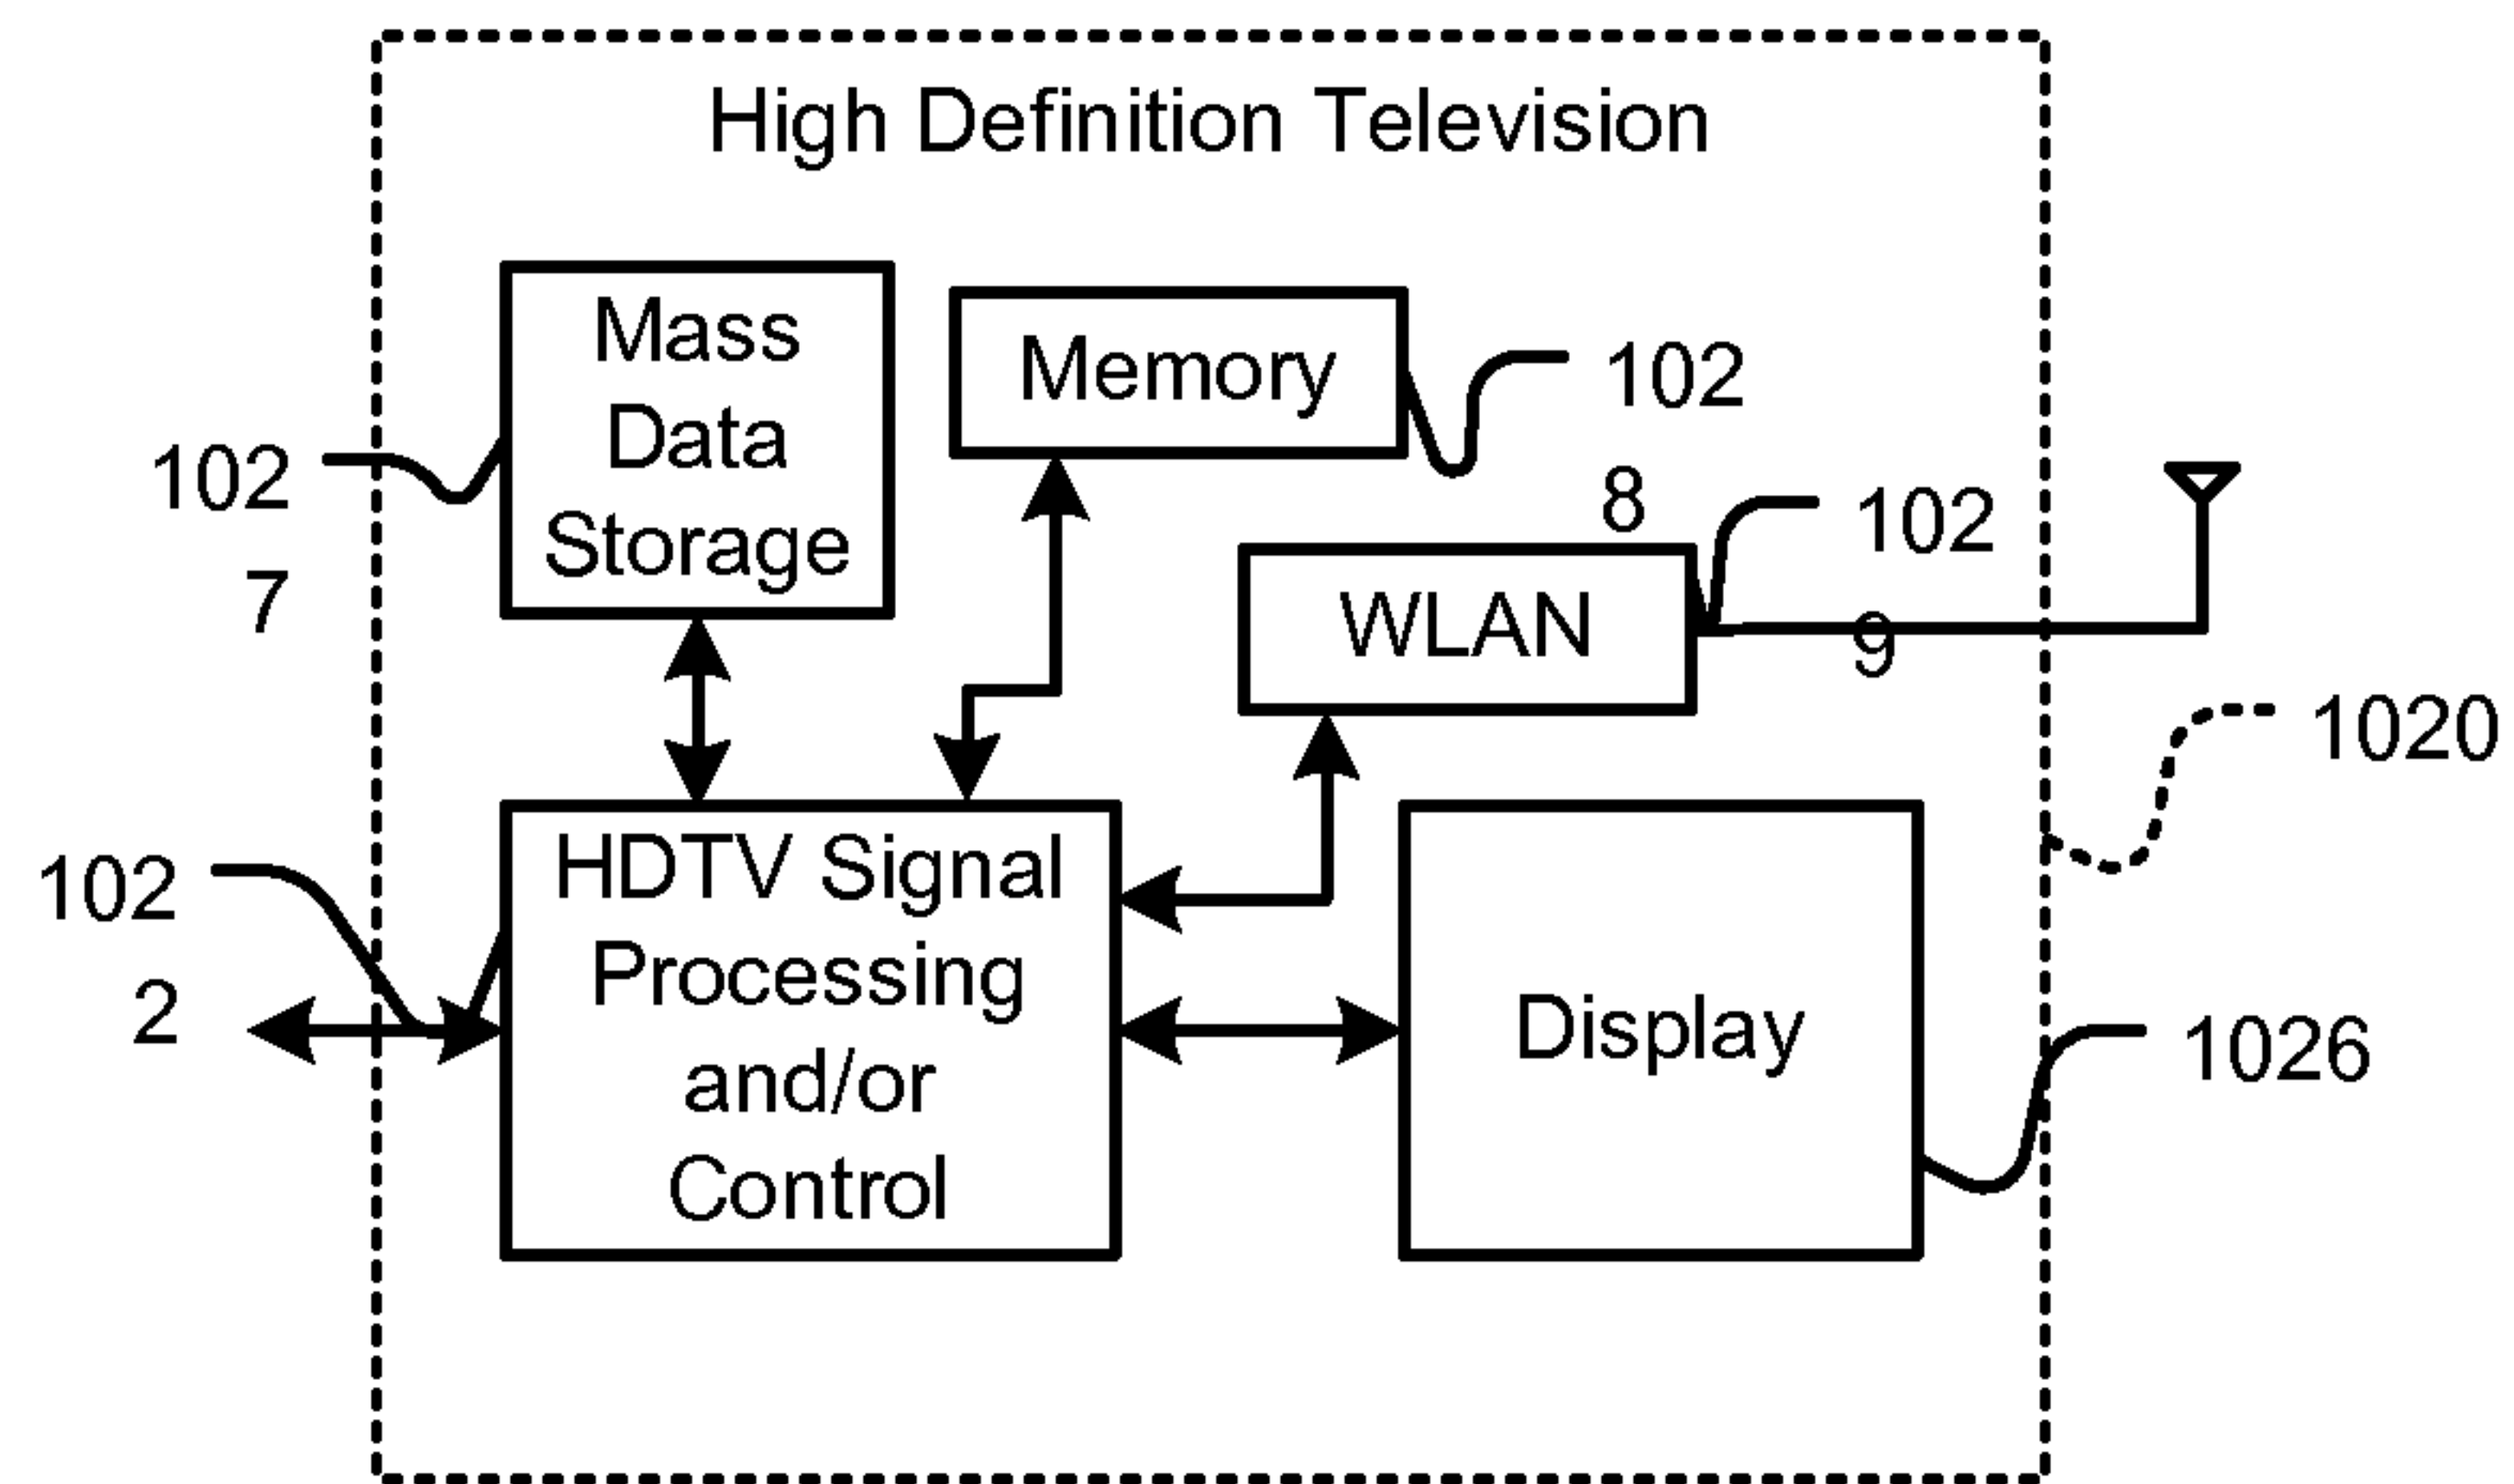 High Definition Television
Mass
Data
Storage
102
7
Memory
102
8
WLAN
102
9
1020
HDTV Signal
Processing
and/or
Control
102
2
Display
1026